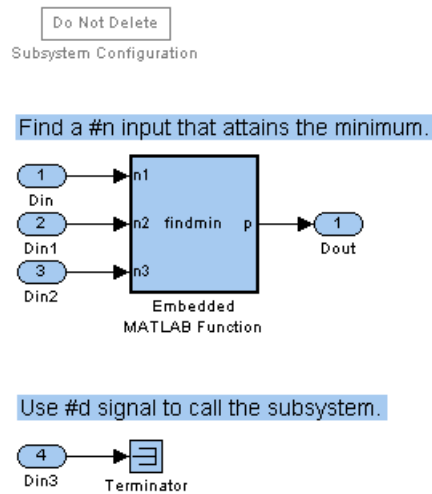 Do Not Delete
Subsystem Configuration
Find a #n input that attains the minimum.
1
n1
Din
2
n2 findmin p
1
Din1
Dout
3
n3
Din2
Embedded
MATLAB Function
Use #d signal to call the subsystem.
4
Din3
Terminator